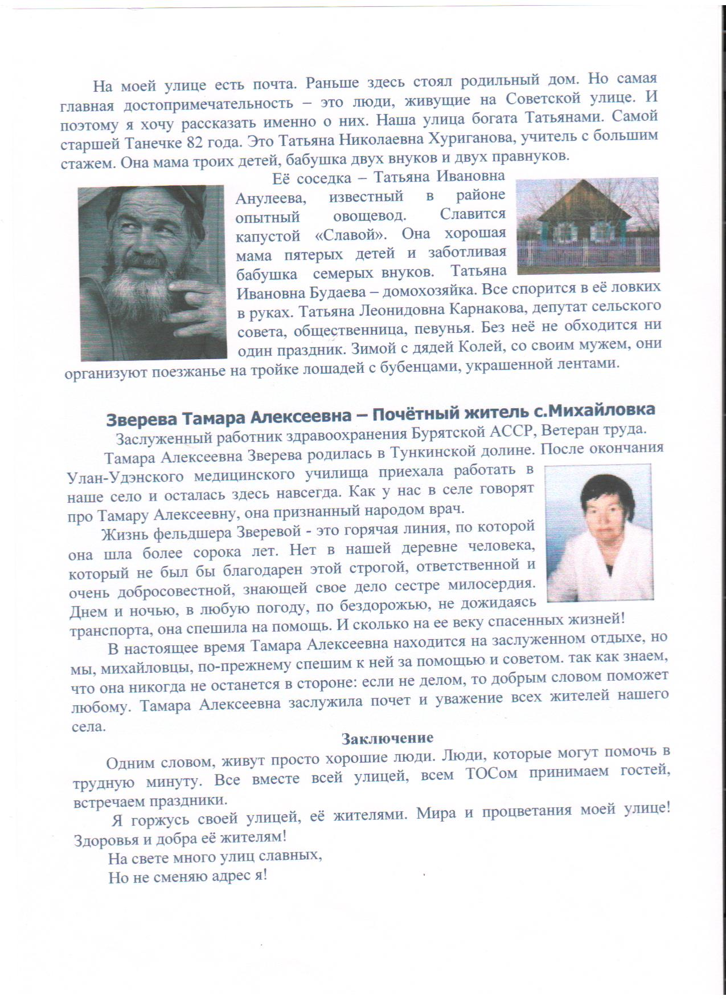 На моей улице есть почта. Раньше здесь стоял родильный дом. Но самая
главная достопримечательность – это люди, живущие на Советской улице. И
поэтому я хочу рассказать именно о них. Наша улица богата Татьянами. Самой
старшей Танечке 82 года. Это Татьяна Николаевна Хуриганова, учитель с большим
стажем. Она мама троих детей, бабушка двух внуков и двух правнуков.
Её соседка – Татьяна Ивановна
Анулеева, известный в районе
опытный овощевод. Славится
капустой «Славой». Она хорошая
мама пятерых детей и заботливая
бабушка семерых внуков. Татьяна
Ивановна Будаева – домохозяйка. Все спорится в её ловких
в руках. Татьяна Леонидовна Карнакова, депутат сельского
совета, общественница, певунья. Без неё не обходится ни
один праздник. Зимой с дядей Колей, со своим мужем, они
организуют поезжанье на тройке лошадей с бубенцами, украшенной лентами.
Зверева Тамара Алексеевна – Почётный житель с.Михайловка
Заслуженный работник здравоохранения Бурятской АССР, Ветеран труда.
Тамара Алексеевна Зверева родилась в Тункинской долине. После окончания
Улан-Удэнского медицинского училища приехала работать в
наше село и осталась здесь навсегда. Как у нас в селе говорят
про Тамару Алексеевну, она признанный народом врач.
Жизнь фельдшера Зверевой - это горячая линия, по которой
она шла более сорока лет. Нет в нашей деревне человека,
который не был бы благодарен этой строгой, ответственной и
очень добросовестной, знающей свое дело сестре милосердия.
Днем и ночью, в любую погоду, по бездорожью, не дожидаясь
транспорта, она спешила на помощь. И сколько на ее веку спасенных жизней!
В настоящее время Тамара Алексеевна находится на заслуженном отдыхе, но
мы, михайловцы, по-прежнему спешим к ней за помощью и советом. так как знаем,
что она никогда не останется в стороне: если не делом, то добрым словом поможет
любому. Тамара Алексеевна заслужила почет и уважение всех жителей нашего
села.
Заключение
Одним словом, живут просто хорошие люди. Люди, которые могут помочь в
трудную минуту. Все вместе всей улицей, всем ТОСом принимаем гостей,
встречаем праздники.
Я горжусь своей улицей, её жителями. Мира и процветания моей улице!
Здоровья и добра её жителям!
На свете много улиц славных,
Но не сменяю адрес я!